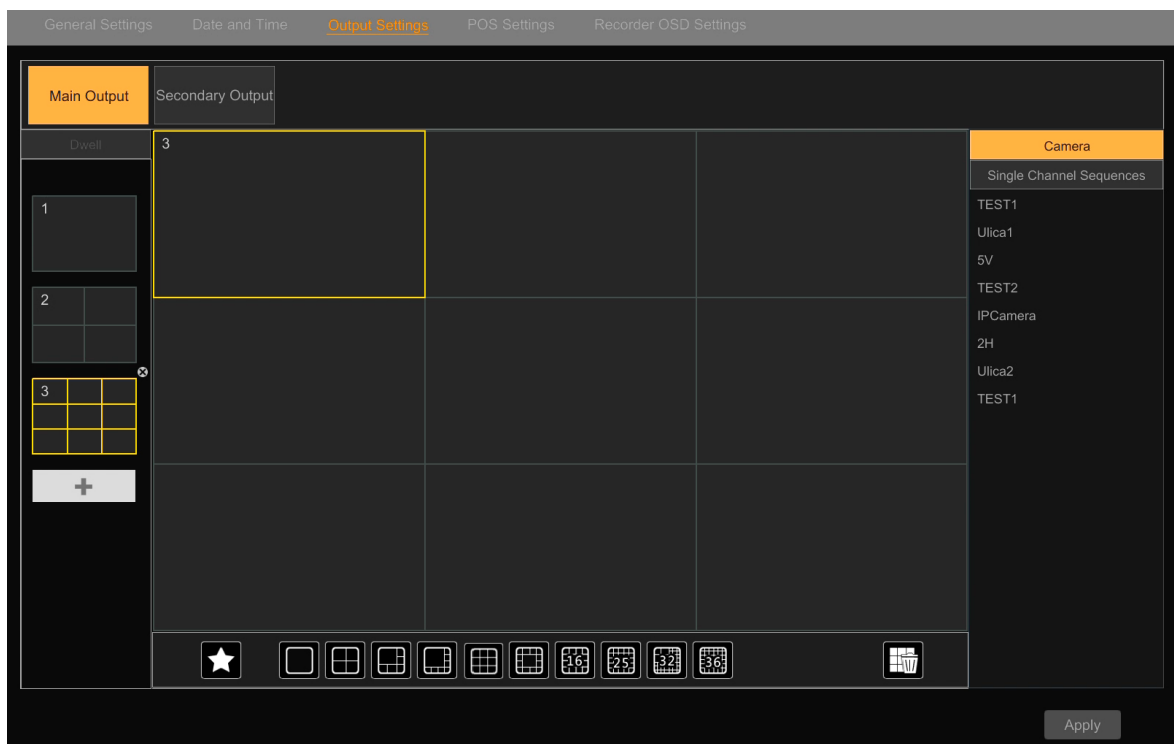 General Settings Date and Time Output Settings POS Settings Recorder OSD Settings
Main Output Secondary Output
Dwell
1
2
3
3
Camera
Single Channel Sequences
TEST1
Ulica1
5V
TEST2
IPCamera
2H
Ulica2
TEST1
16 25 32 36
Apply